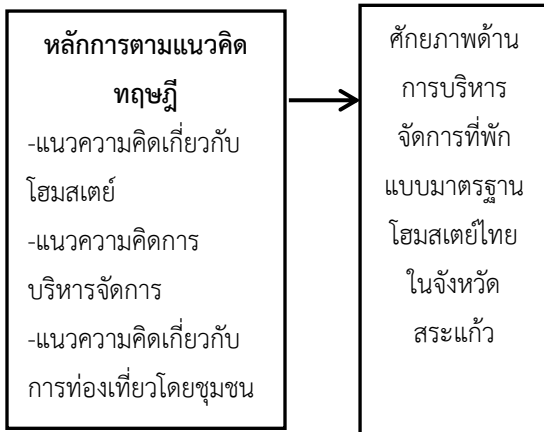 หลักการตามแนวคิด
ทฤษฎี
-แนวความคิดเกี่ยวกับ
โฮมสเตย์
-แนวความคิดการ
บริหารจัดการ
-แนวความคิดเกี่ยวกับ
การท่องเที่ยวโดยชุมชน
ศักยภาพด้าน
การบริหาร
จัดการที่พัก
แบบมาตรฐาน
โฮมสเตย์ไทย
ในจังหวัด
สระแก้ว